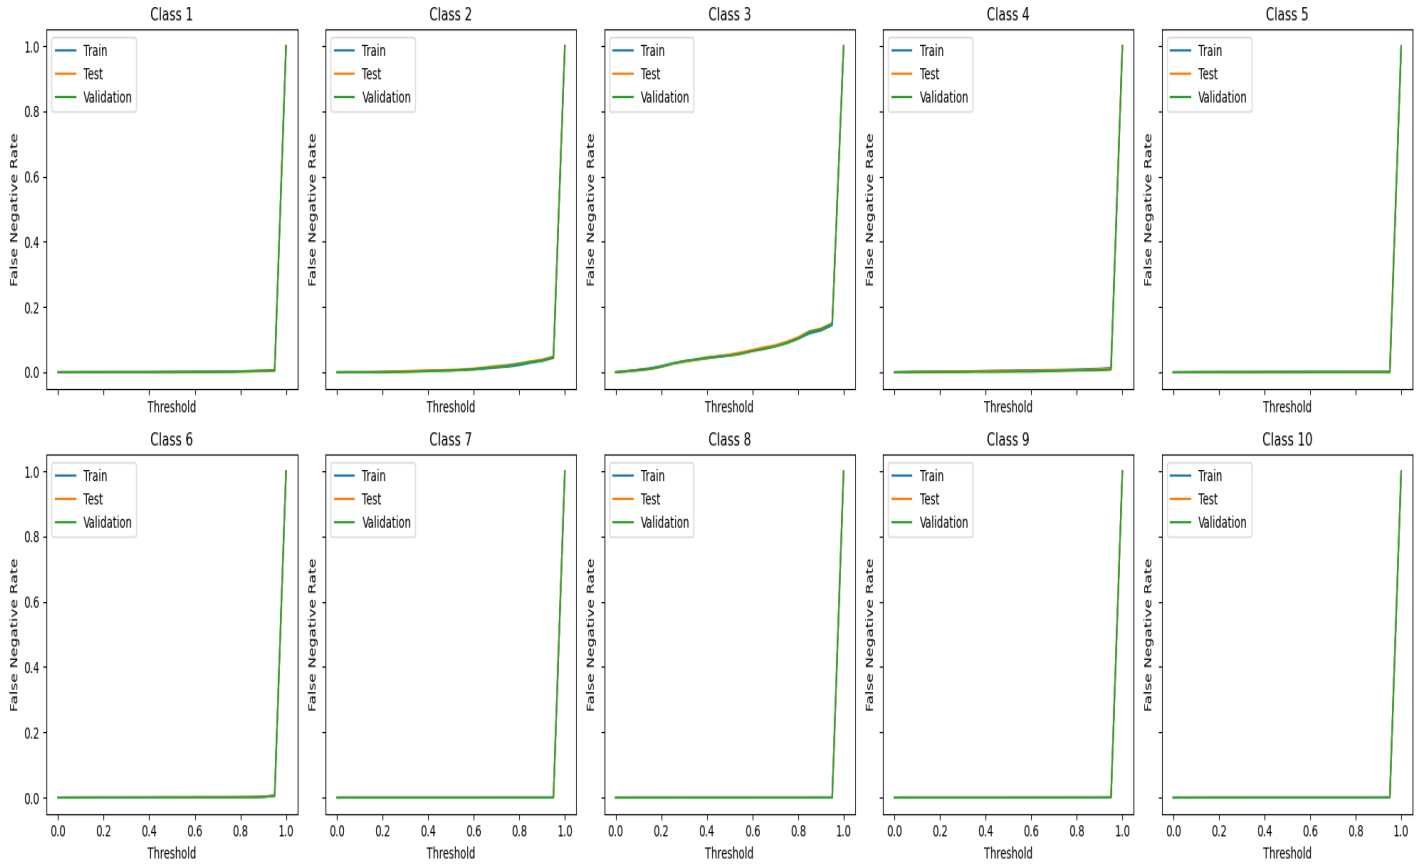 Class 1
Class 2
Class 3
Class 4
Class 5
False Negative Rate
1.0
0.8
0.6
0.4
0.2
0.0
Train
Test
Validation
Threshold
False Negative Rate
Train
Test
Validation
Threshold
False Negative Rate
Train
Test
Validation
Threshold
False Negative Rate
Train
Test
Validation
Threshold
False Negative Rate
Train
Test
Validation
Threshold
Class 6
Class 7
Class 8
Class 9
Class 10
False Negative Rate
1.0
0.8
0.6
0.4
0.2
0.0
Train
Test
Validation
0.0 0.2 0.4 0.6 0.8 1.0
Threshold
False Negative Rate
Train
Test
Validation
0.0 0.2 0.4 0.6 0.8 1.0
Threshold
False Negative Rate
Train
Test
Validation
0.0 0.2 0.4 0.6 0.8 1.0
Threshold
False Negative Rate
Train
Test
Validation
0.0 0.2 0.4 0.6 0.8 1.0
Threshold
False Negative Rate
Train
Test
Validation
0.0 0.2 0.4 0.6 0.8 1.0
Threshold